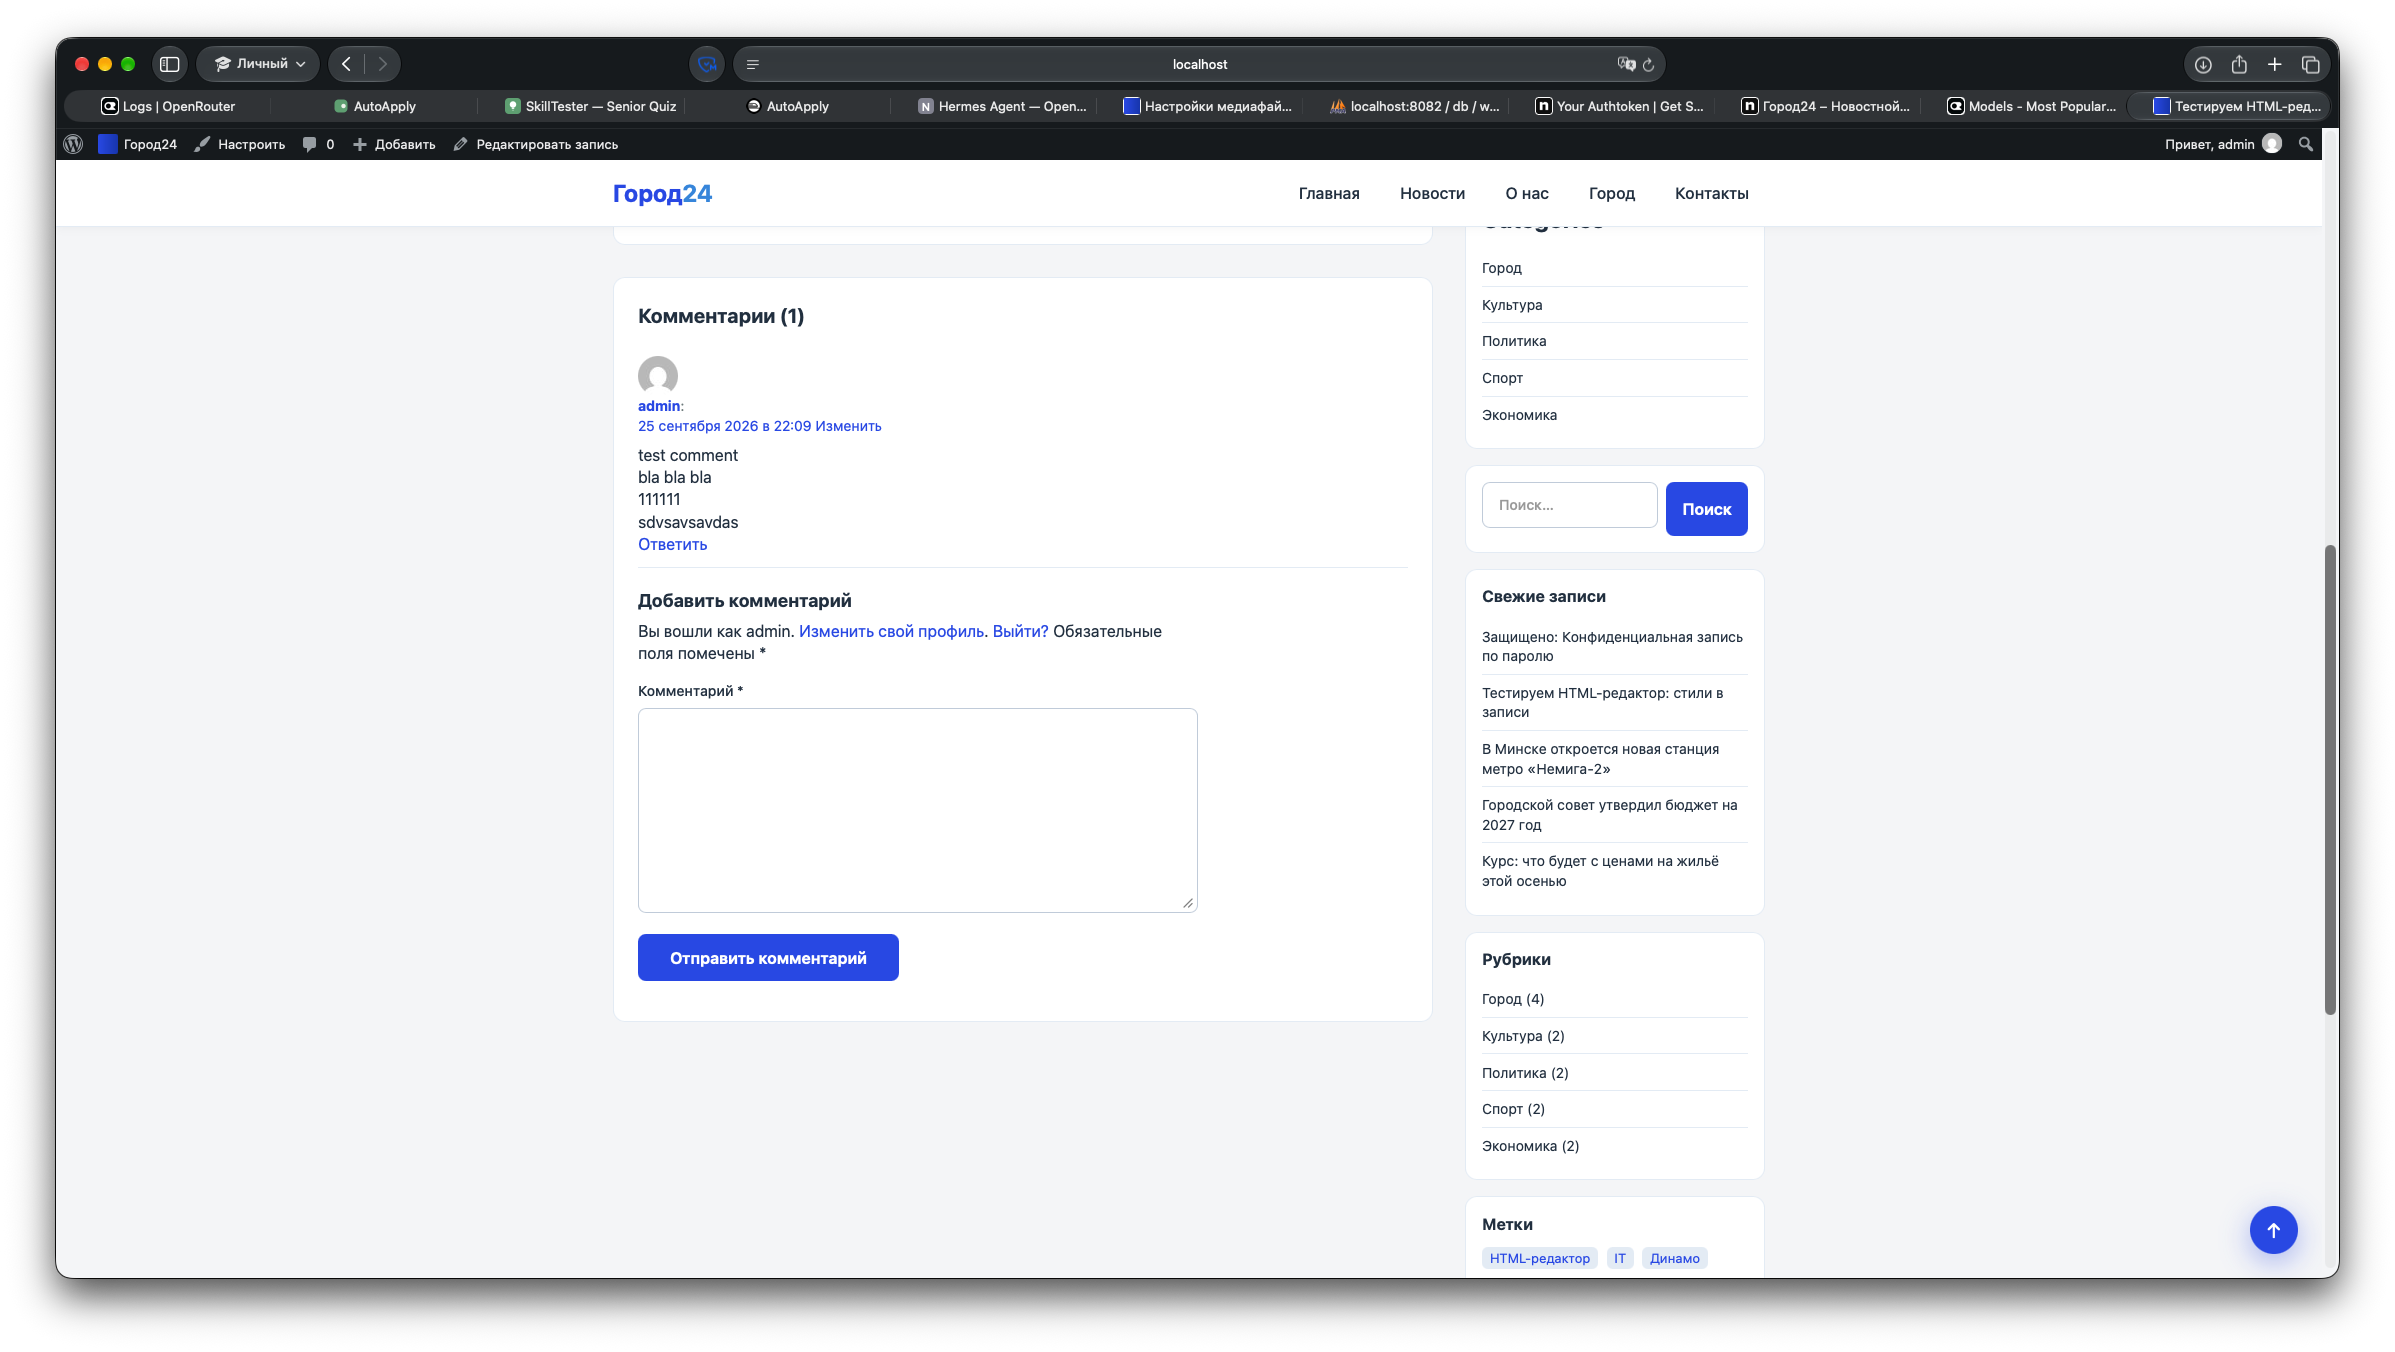 Личный
localhost
Logs | OpenRouter
AutoApply
SkillTester — Senior Quiz
AutoApply
Hermes Agent — Open...
Настройки медиафай...
localhost:8082 / db / w...
Your Authtoken | Get S...
Город24 – Новостной...
Models - Most Popular...
Тестируем HTML-ред...
Город24
Настроить
0
Добавить
Редактировать запись
Привет, admin
Город24
Главная
Новости
О нас
Город
Контакты
Комментарии (1)
admin:
25 сентября 2026 в 22:09 Изменить
test comment
bla bla bla
111111
sdvsavsavdas
Ответить
Добавить комментарий
Вы вошли как admin. Изменить свой профиль. Выйти? Обязательные
поля помечены *
Комментарий *
Отправить комментарий
Categories
Город
Культура
Политика
Спорт
Экономика
Поиск...
Поиск
Свежие записи
Защищено: Конфиденциальная запись
по паролю
Тестируем HTML-редактор: стили в
записи
В Минске откроется новая станция
метро «Немига-2»
Городской совет утвердил бюджет на
2027 год
Курс: что будет с ценами на жильё
этой осенью
Рубрики
Город (4)
Культура (2)
Политика (2)
Спорт (2)
Экономика (2)
Метки
HTML-редактор
IT
Динамо